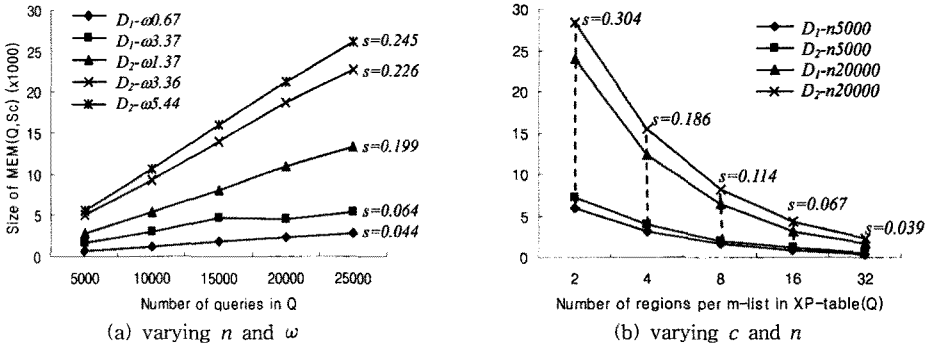 Size of MEM(Q,Sc) (x1000)
30
25
20
15
10
5
0
D₁-ω0.67
D₁-ω3.37
D₂-ω1.37
D₂-ω3.36
D₂-ω5.44
s=0.245
s=0.226
s=0.199
s=0.064
s=0.044
5000 10000 15000 20000 25000
Number of queries in Q
(a) varying n and ω
30
25
20
15
10
5
0
D₁-n5000
D₂-n5000
D₁-n20000
D₂-n20000
s=0.304
s=0.186
s=0.114
s=0.067
s=0.039
2 4 8 16 32
Number of regions per m-list in XP-table(Q)
(b) varying c and n